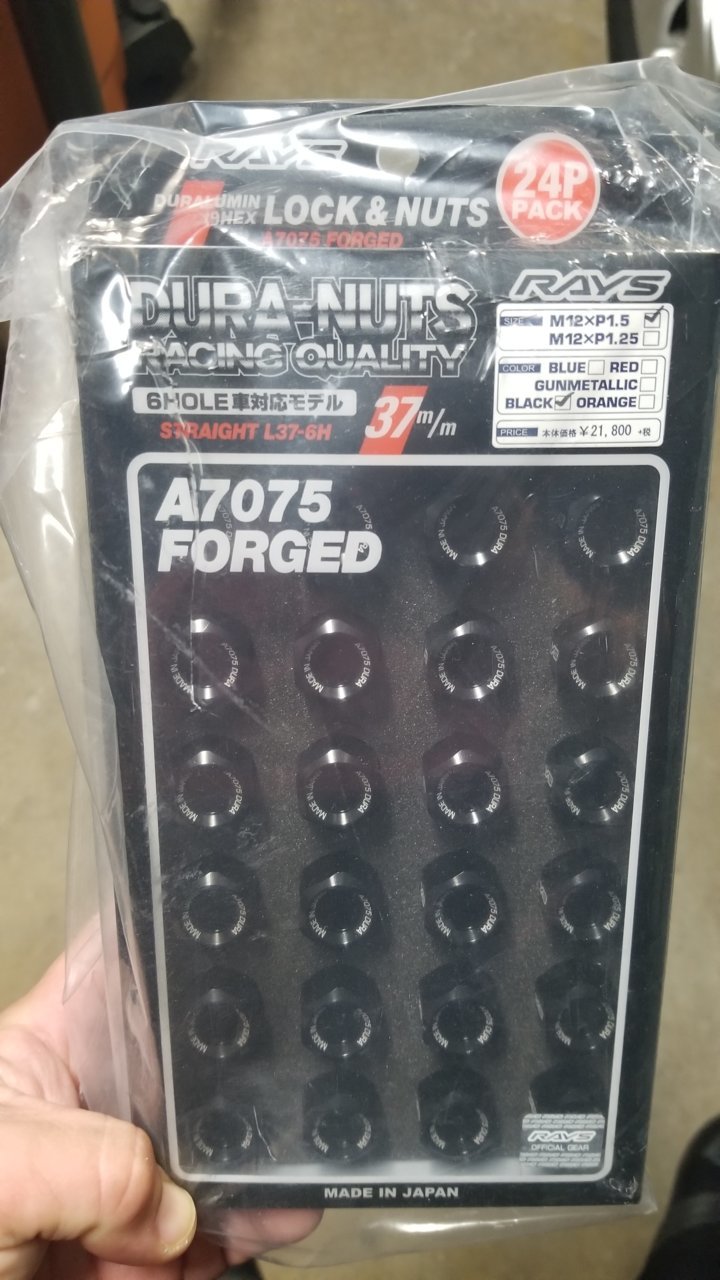 RAYS
DURALUMIN
19HEX
LOCK & NUTS
A7075 FORGED
24P
PACK
DURA-NUTS
RACING QUALITY
6HOLE車対応モデル
STRAIGHT L37-6H
37m/m
RAYS
SIZE M12×P1.5 ✓
M12×P1.25
COLOR BLUE RED
GUNMETALLIC
BLACK ✓ ORANGE
PRICE 本体価格 ¥21,800 +税
A7075
FORGED
A7075 DURA
MADE IN
RAYS
OFFICIAL GEAR
MADE IN JAPAN